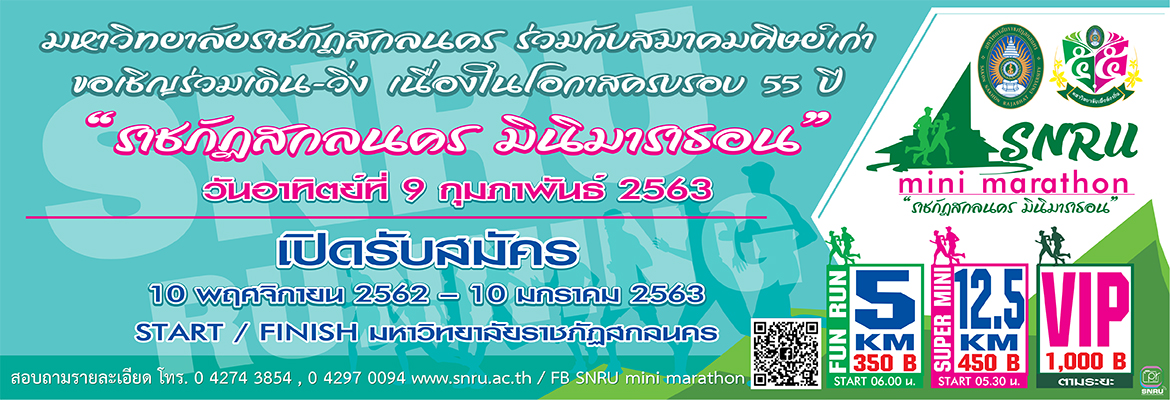 มหาวิทยาลัยราชภัฏสกลนคร ร่วมกับสมาคมศิษย์เก่า
ขอเชิญร่วมเดิน-วิ่ง เนื่องในโอกาสครบรอบ 55 ปี
“ราชภัฏสกลนคร มินิมาราธอน”
วันอาทิตย์ที่ 9 กุมภาพันธ์ 2563
SNRU
RUNNING
เปิดรับสมัคร
10 พฤศจิกายน 2562 – 10 มกราคม 2563
START / FINISH มหาวิทยาลัยราชภัฏสกลนคร
สอบถามรายละเอียด โทร. 0 4274 3854 , 0 4297 0094 www.snru.ac.th / FB SNRU mini marathon
SNRU
mini marathon
“ราชภัฏสกลนคร มินิมาราธอน”
FUN RUN
5
KM
350 B
START 06.00 น.
SUPER MINI
12.5
KM
450 B
START 05.30 น.
VIP
1,000 B
ตามระยะ
SNRU